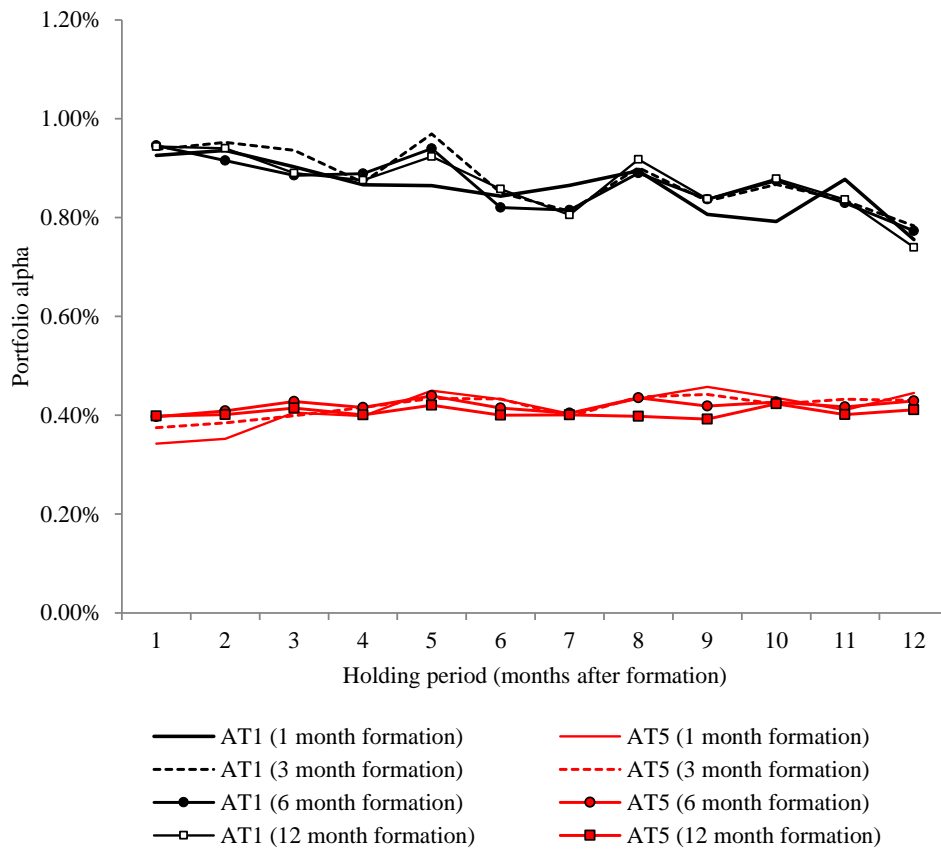 1.20%
1.00%
0.80%
0.60%
0.40%
0.20%
0.00%
Portfolio alpha
1 2 3 4 5 6 7 8 9 10 11 12
Holding period (months after formation)
AT1 (1 month formation) AT5 (1 month formation)
AT1 (3 month formation) AT5 (3 month formation)
AT1 (6 month formation) AT5 (6 month formation)
AT1 (12 month formation) AT5 (12 month formation)